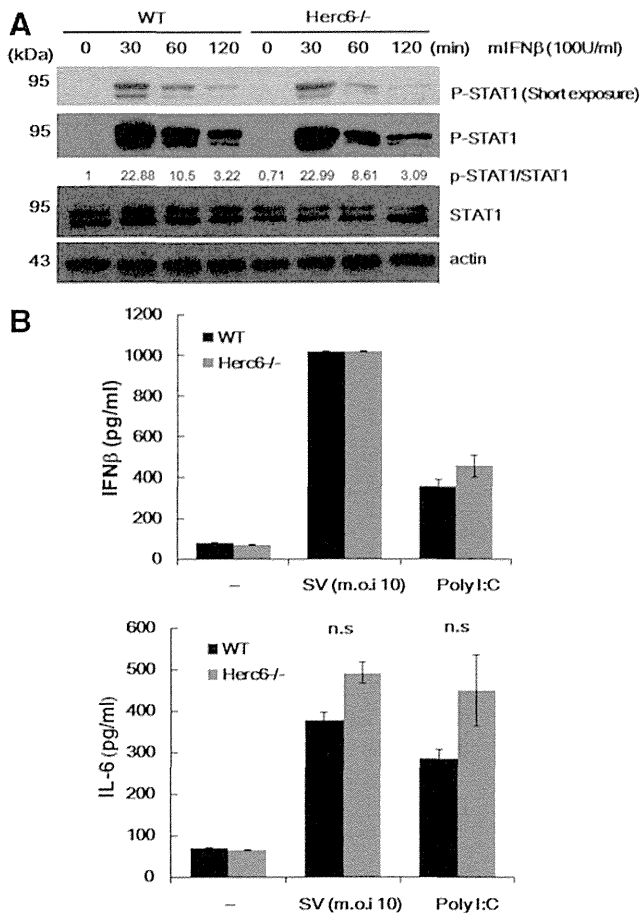 A
WT Herc6-/-
(kDa) 0 30 60 120 0 30 60 120 (min) mIFNβ (100U/ml)
95 P-STAT1 (Short exposure)
95 P-STAT1
1 22.88 10.5 3.22 0.71 22.99 8.61 3.09 p-STAT1/STAT1
95 STAT1
43 actin
B
WT
Herc6-/-
IFNβ (pg/ml)
1200
1000
800
600
400
200
0
– SV (m.o.i 10) Poly I:C
WT
Herc6-/-
n.s n.s
IL-6 (pg/ml)
600
500
400
300
200
100
0
– SV (m.o.i 10) Poly I:C